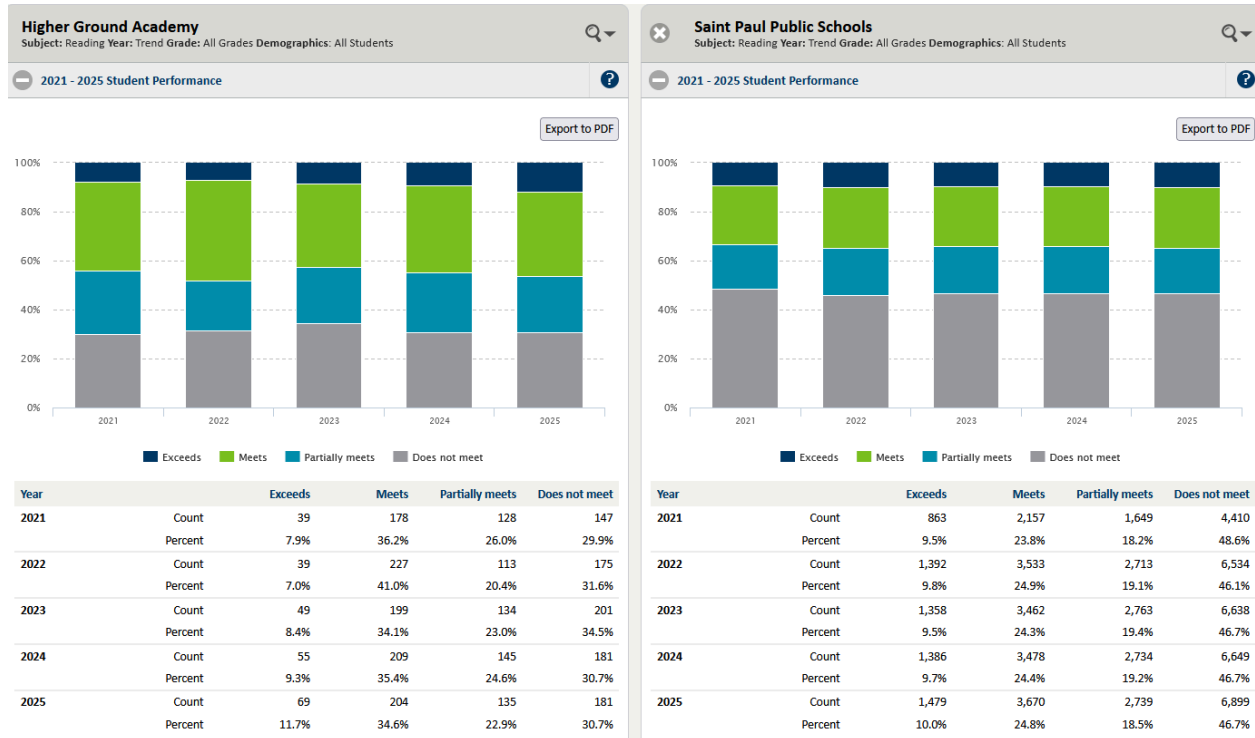 Higher Ground Academy
Subject: Reading Year: Trend Grade: All Grades Demographics: All Students
2021 - 2025 Student Performance
?
Export to PDF
100%
80%
60%
40%
20%
0%
2021 2022 2023 2024 2025
Exceeds Meets Partially meets Does not meet
Year Exceeds Meets Partially meets Does not meet
2021 Count 39 178 128 147
Percent 7.9% 36.2% 26.0% 29.9%
2022 Count 39 227 113 175
Percent 7.0% 41.0% 20.4% 31.6%
2023 Count 49 199 134 201
Percent 8.4% 34.1% 23.0% 34.5%
2024 Count 55 209 145 181
Percent 9.3% 35.4% 24.6% 30.7%
2025 Count 69 204 135 181
Percent 11.7% 34.6% 22.9% 30.7%
Saint Paul Public Schools
Subject: Reading Year: Trend Grade: All Grades Demographics: All Students
2021 - 2025 Student Performance
?
Export to PDF
100%
80%
60%
40%
20%
0%
2021 2022 2023 2024 2025
Exceeds Meets Partially meets Does not meet
Year Exceeds Meets Partially meets Does not meet
2021 Count 863 2,157 1,649 4,410
Percent 9.5% 23.8% 18.2% 48.6%
2022 Count 1,392 3,533 2,713 6,534
Percent 9.8% 24.9% 19.1% 46.1%
2023 Count 1,358 3,462 2,763 6,638
Percent 9.5% 24.3% 19.4% 46.7%
2024 Count 1,386 3,478 2,734 6,649
Percent 9.7% 24.4% 19.2% 46.7%
2025 Count 1,479 3,670 2,739 6,899
Percent 10.0% 24.8% 18.5% 46.7%